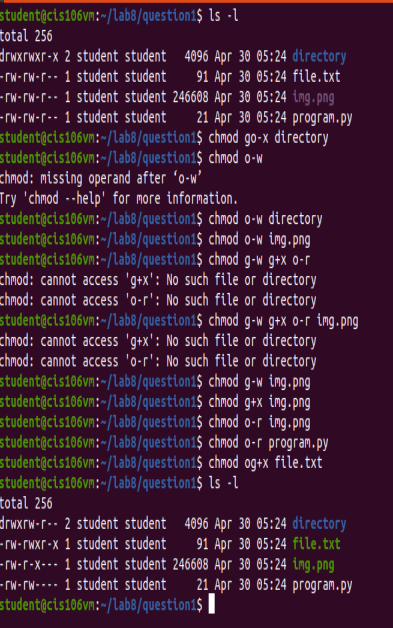 student@cis106vm:~/lab8/question1$ ls -l
total 256
drwxrwxr-x 2 student student 4096 Apr 30 05:24 directory
-rw-rw-r-- 1 student student 91 Apr 30 05:24 file.txt
-rw-rw-r-- 1 student student 246608 Apr 30 05:24 img.png
-rw-rw-r-- 1 student student 21 Apr 30 05:24 program.py
student@cis106vm:~/lab8/question1$ chmod go-x directory
student@cis106vm:~/lab8/question1$ chmod o-w
chmod: missing operand after ‘o-w’
Try 'chmod --help' for more information.
student@cis106vm:~/lab8/question1$ chmod o-w directory
student@cis106vm:~/lab8/question1$ chmod o-w img.png
student@cis106vm:~/lab8/question1$ chmod g-w g+x o-r
chmod: cannot access 'g+x': No such file or directory
chmod: cannot access 'o-r': No such file or directory
student@cis106vm:~/lab8/question1$ chmod g-w g+x o-r img.png
chmod: cannot access 'g+x': No such file or directory
chmod: cannot access 'o-r': No such file or directory
student@cis106vm:~/lab8/question1$ chmod g-w img.png
student@cis106vm:~/lab8/question1$ chmod g+x img.png
student@cis106vm:~/lab8/question1$ chmod o-r img.png
student@cis106vm:~/lab8/question1$ chmod o-r program.py
student@cis106vm:~/lab8/question1$ chmod og+x file.txt
student@cis106vm:~/lab8/question1$ ls -l
total 256
drwxrw-r-- 2 student student 4096 Apr 30 05:24 directory
-rw-rwxr-x 1 student student 91 Apr 30 05:24 file.txt
-rw-r-x--- 1 student student 246608 Apr 30 05:24 img.png
-rw-rw---- 1 student student 21 Apr 30 05:24 program.py
student@cis106vm:~/lab8/question1$